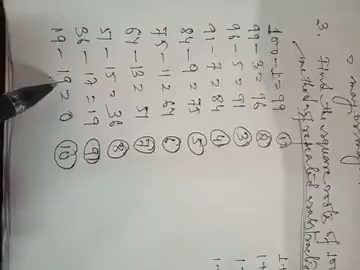 3. Find the square roots of 100
method of repeated subtraction
100 - 1 = 99 ①
99 - 3 = 96 ②
96 - 5 = 91 ③
91 - 7 = 84 ④
84 - 9 = 75 ⑤
75 - 11 = 64 ⑥
64 - 13 = 51 ⑦
51 - 15 = 36 ⑧
36 - 17 = 19 ⑨
19 - 19 = 0 ⑩